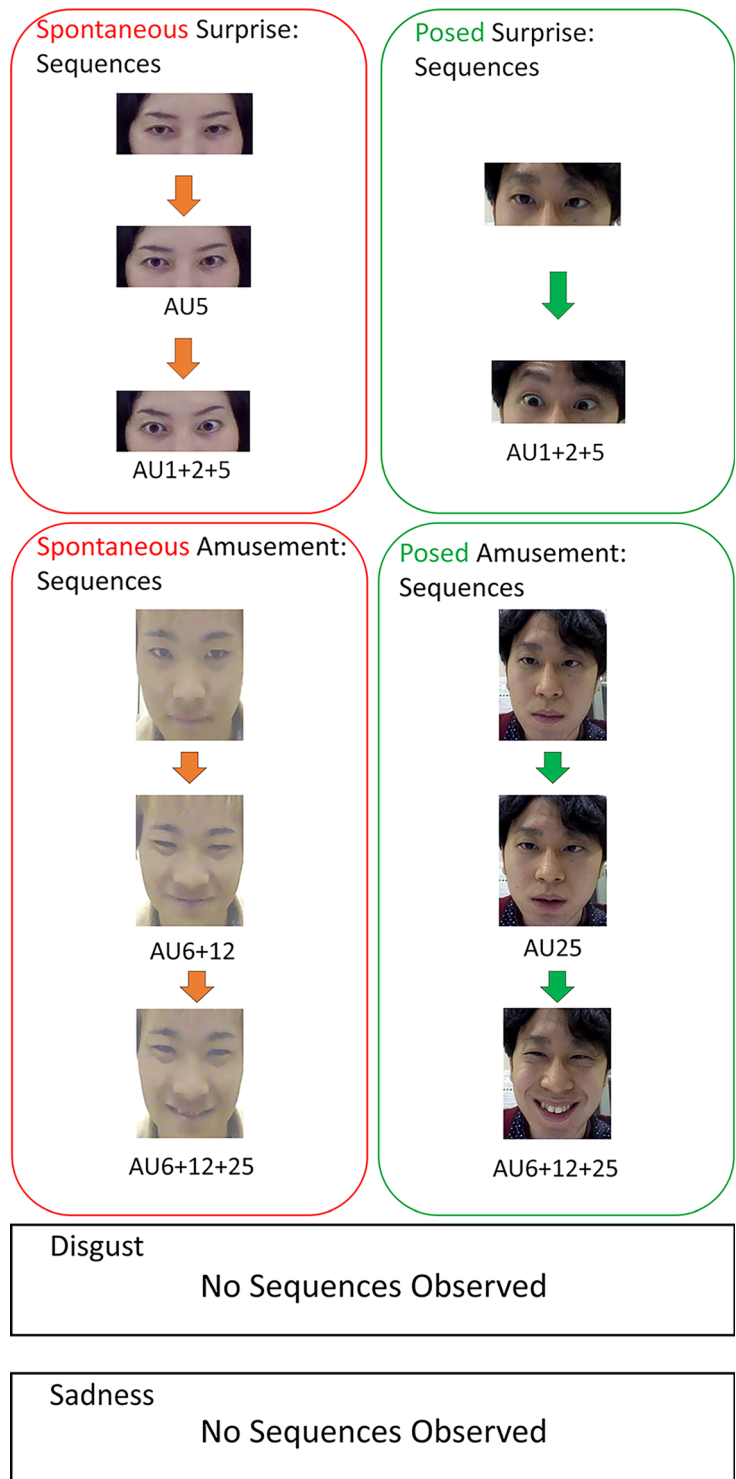 Spontaneous Surprise:
Sequences
AU5
AU1+2+5
Posed Surprise:
Sequences
AU1+2+5
Spontaneous Amusement:
Sequences
AU6+12
AU6+12+25
Posed Amusement:
Sequences
AU25
AU6+12+25
Disgust
No Sequences Observed
Sadness
No Sequences Observed